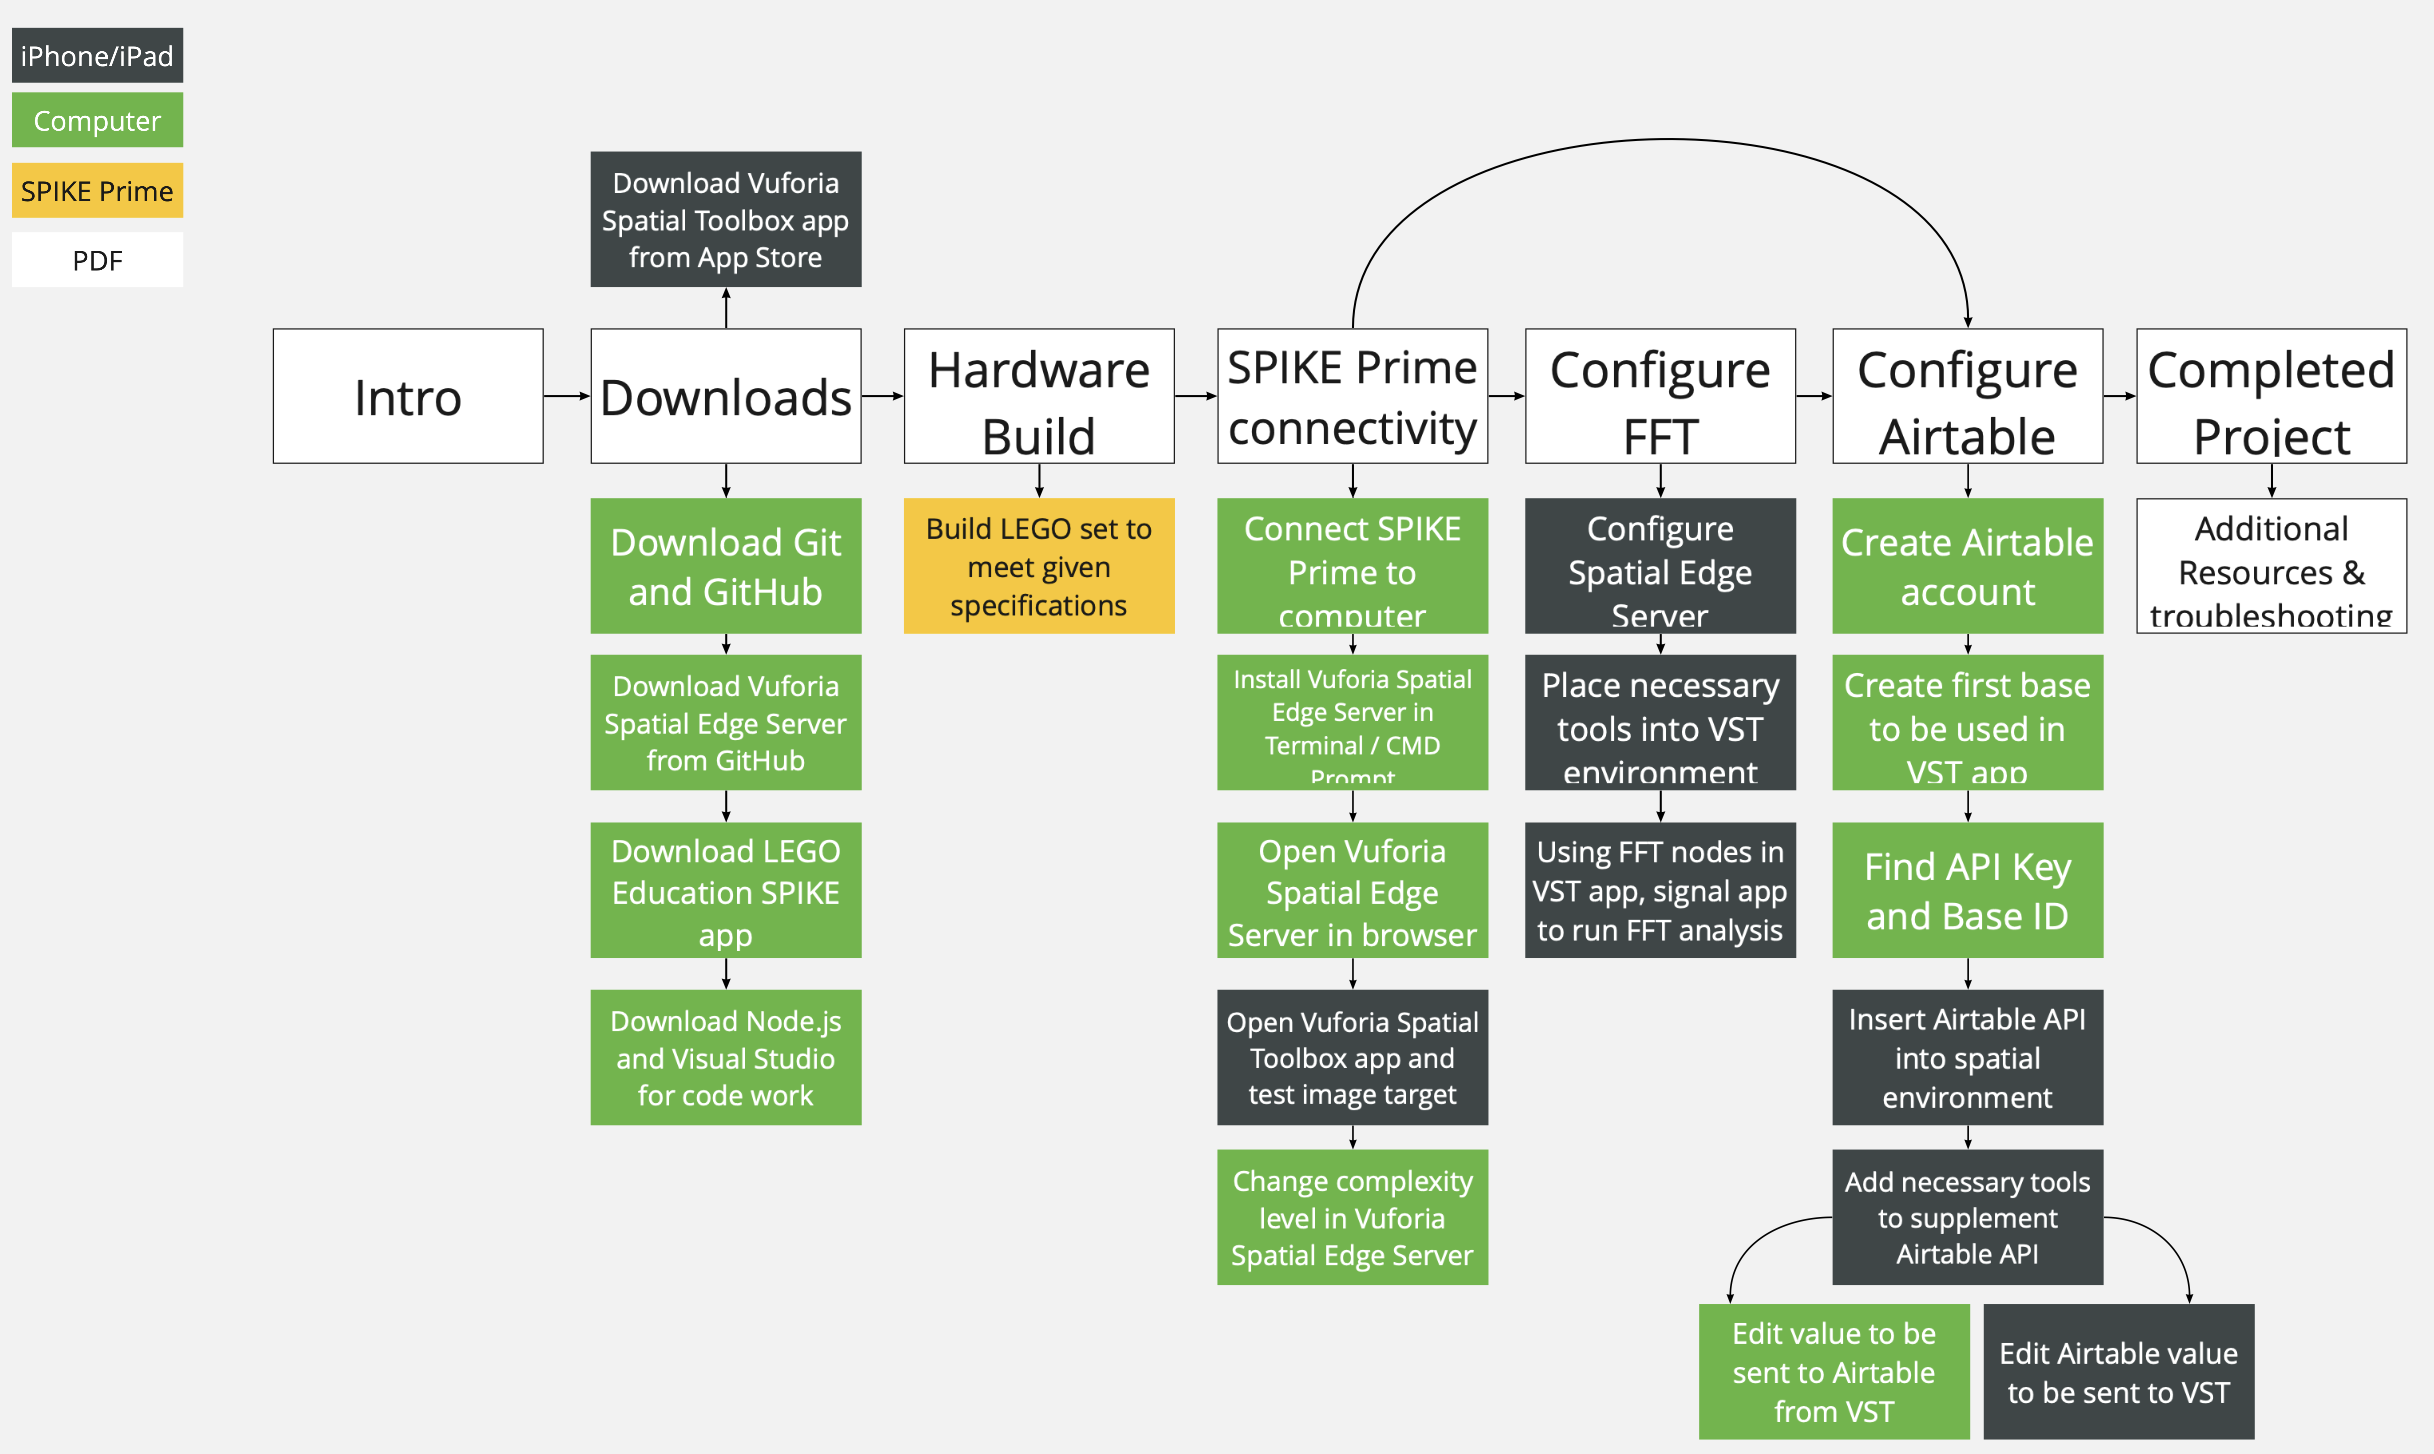 iPhone/iPad
Computer
SPIKE Prime
PDF
Download Vuforia
Spatial Toolbox app
from App Store
Intro
Downloads
Hardware
Build
SPIKE Prime
connectivity
Configure
FFT
Configure
Airtable
Completed
Project
Download Git
and GitHub
Download Vuforia
Spatial Edge Server
from GitHub
Download LEGO
Education SPIKE
app
Download Node.js
and Visual Studio
for code work
Build LEGO set to
meet given
specifications
Connect SPIKE
Prime to
computer
Install Vuforia Spatial
Edge Server in
Terminal / CMD
Prompt
Open Vuforia
Spatial Edge
Server in browser
Open Vuforia Spatial
Toolbox app and
test image target
Change complexity
level in Vuforia
Spatial Edge Server
Configure
Spatial Edge
Server
Place necessary
tools into VST
environment
Using FFT nodes in
VST app, signal app
to run FFT analysis
Create Airtable
account
Create first base
to be used in
VST app
Find API Key
and Base ID
Insert Airtable API
into spatial
environment
Add necessary tools
to supplement
Airtable API
Edit value to be
sent to Airtable
from VST
Edit Airtable value
to be sent to VST
Additional
Resources &
troubleshooting